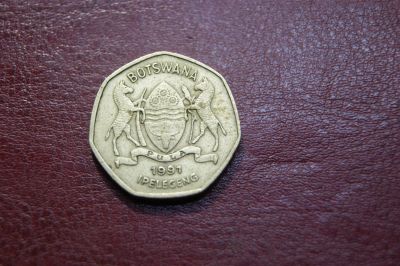 BOTSWANA
PULA
1991
IPELEGENG